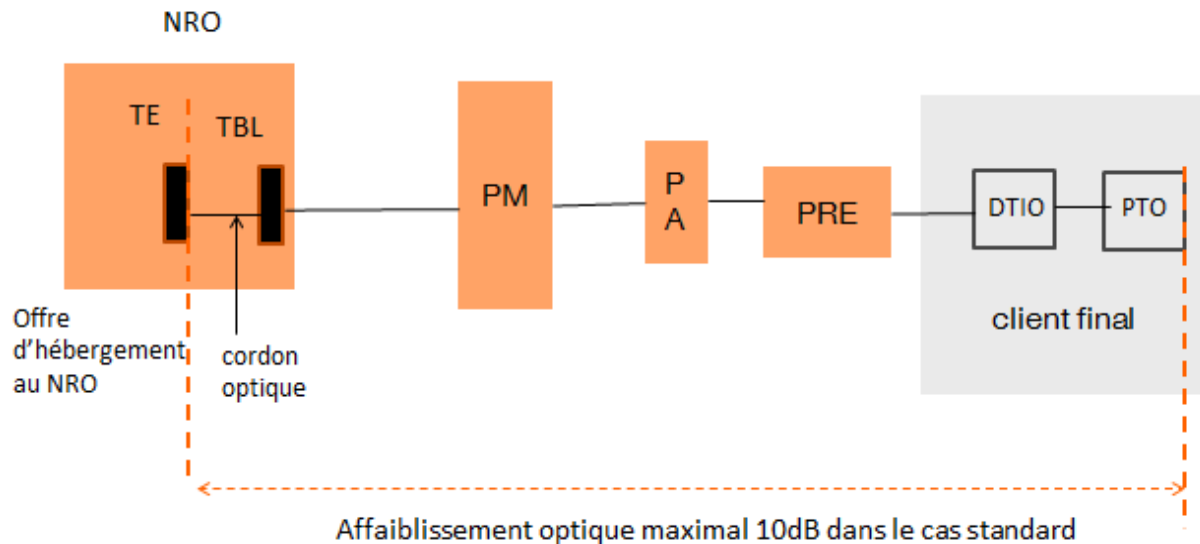 NRO
TE
TBL
PM
P
A
PRE
DTIO
PTO
client final
Offre
d'hébergement
au NRO
cordon
optique
Affaiblissement optique maximal 10dB dans le cas standard